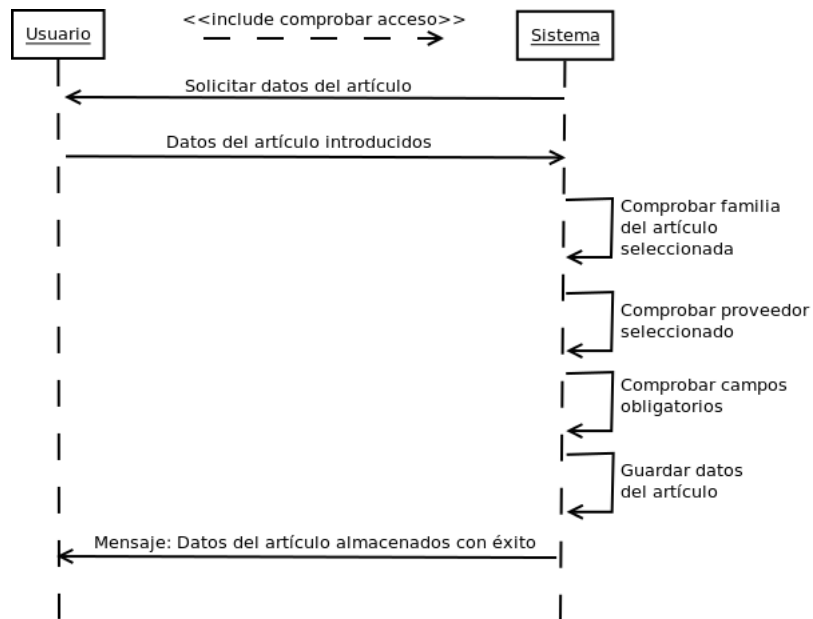 <<include comprobar acceso>>
Usuario
Sistema
Solicitar datos del artículo
Datos del artículo introducidos
Comprobar familia
del artículo
seleccionada
Comprobar proveedor
seleccionado
Comprobar campos
obligatorios
Guardar datos
del artículo
Mensaje: Datos del artículo almacenados con éxito